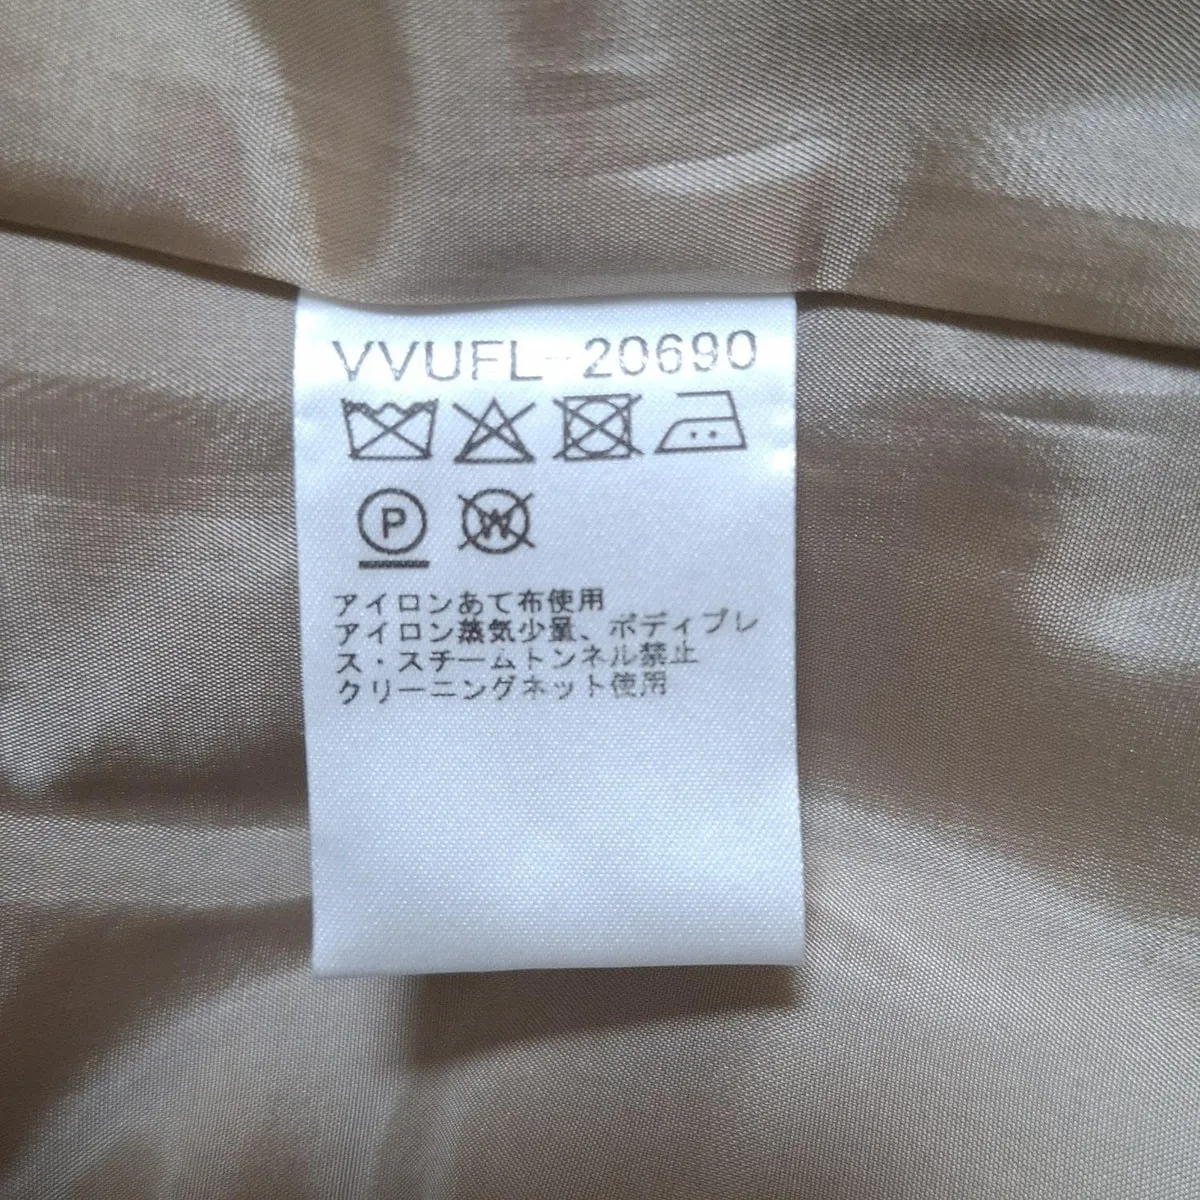 VVUFL-20690
P
W
アイロンあて布使用
アイロン蒸気少量、ボディプレ
ス・スチームトンネル禁止
クリーニングネット使用